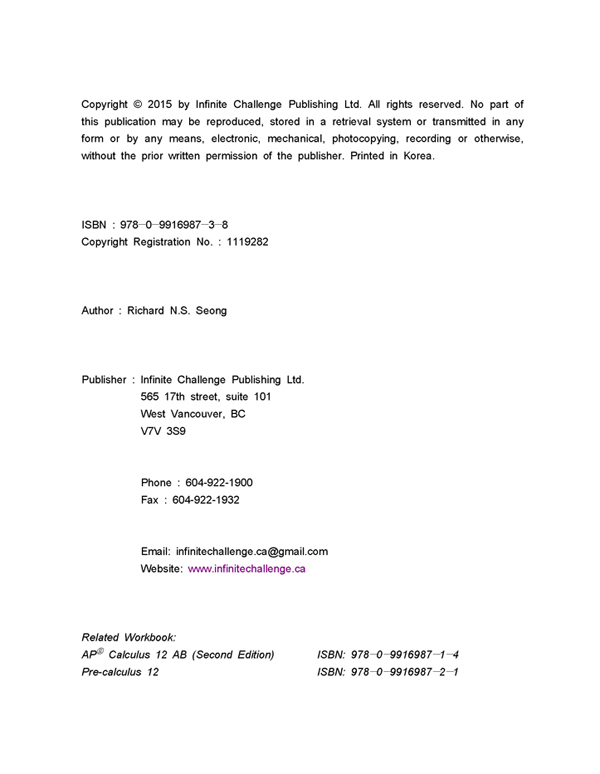 Copyright © 2015 by Infinite Challenge Publishing Ltd. All rights reserved. No part of
this publication may be reproduced, stored in a retrieval system or transmitted in any
form or by any means, electronic, mechanical, photocopying, recording or otherwise,
without the prior written permission of the publisher. Printed in Korea.
ISBN : 978-0-9916987-3-8
Copyright Registration No. : 1119282
Author : Richard N.S. Seong
Publisher : Infinite Challenge Publishing Ltd.
565 17th street, suite 101
West Vancouver, BC
V7V 3S9
Phone : 604-922-1900
Fax : 604-922-1932
Email: infinitechallenge.ca@gmail.com
Website: www.infinitechallenge.ca
Related Workbook:
AP® Calculus 12 AB (Second Edition) ISBN: 978-0-9916987-1-4
Pre-calculus 12 ISBN: 978-0-9916987-2-1